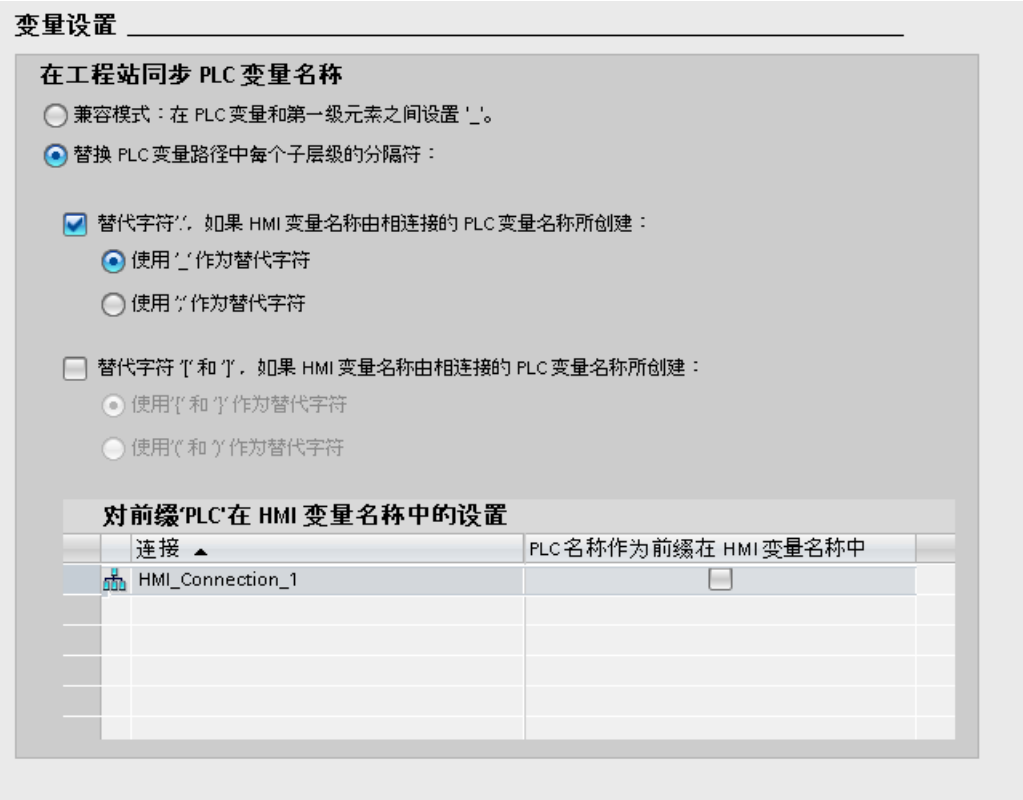 变量设置
在工程站同步 PLC 变量名称
兼容模式：在 PLC 变量和第一级元素之间设置 '_'。
替换 PLC 变量路径中每个子层级的分隔符：
替代字符'.'，如果 HMI 变量名称由相连接的 PLC 变量名称所创建：
使用 '_' 作为替代字符
使用 ';' 作为替代字符
替代字符 '[' 和 ']'，如果 HMI 变量名称由相连接的 PLC 变量名称所创建：
使用'{' 和 '}' 作为替代字符
使用'(' 和 ')' 作为替代字符
对前缀'PLC'在 HMI 变量名称中的设置
连接 PLC 名称作为前缀在 HMI 变量名称中
HMI_Connection_1